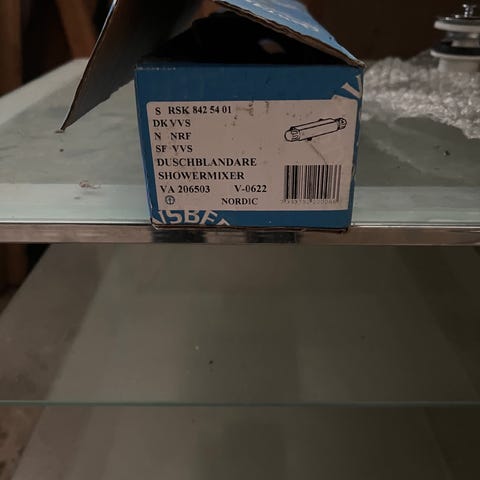 S RSK 842 54 01
DK VVS
N NRF
SF VVS
DUSCHBLANDARE
SHOWERMIXER
VA 206503 V-0622
NORDIC